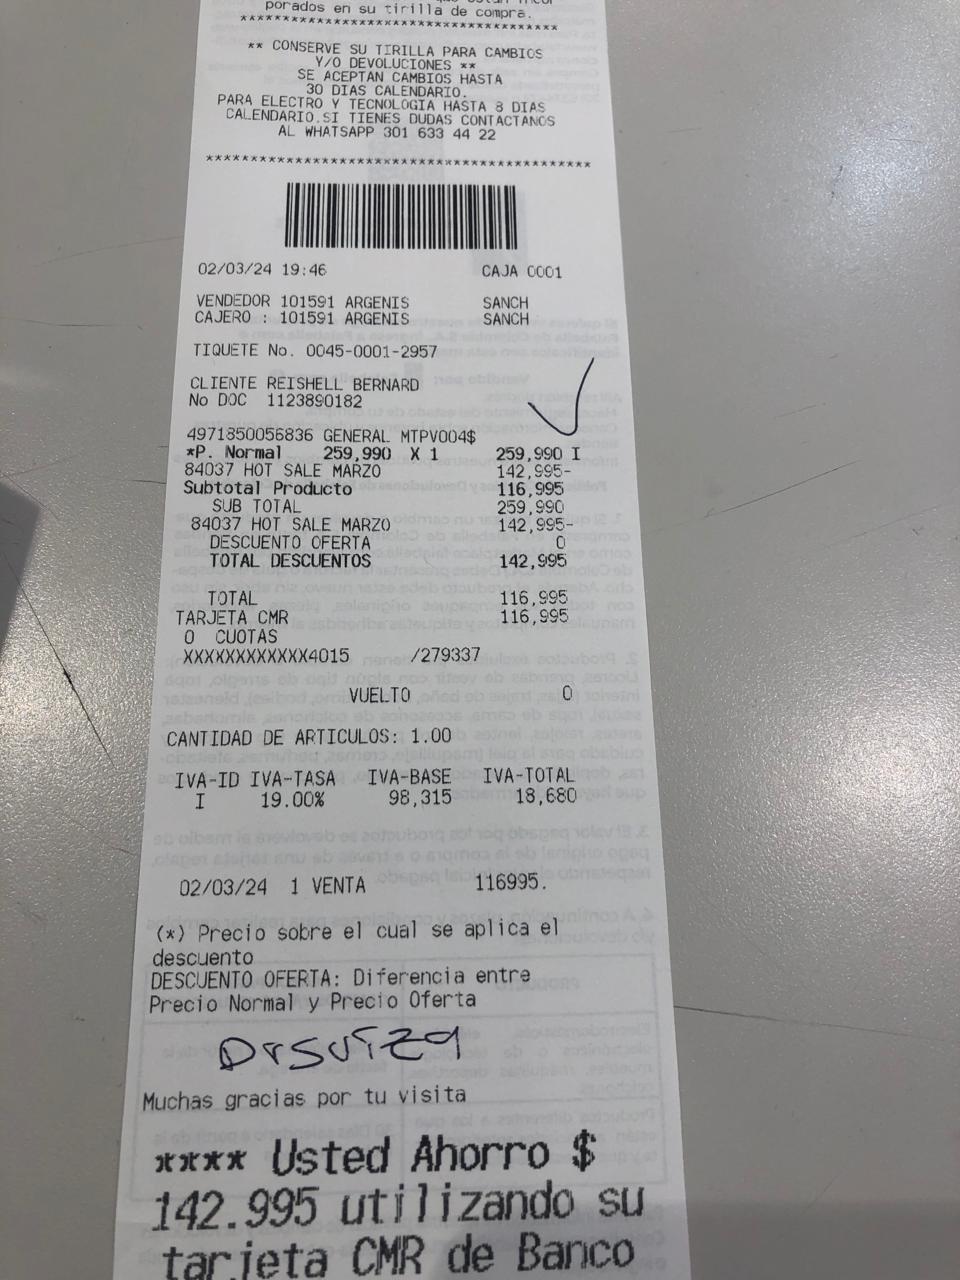 porados en su tirilla de compra.
****************************************
** CONSERVE SU TIRILLA PARA CAMBIOS
Y/O DEVOLUCIONES **
SE ACEPTAN CAMBIOS HASTA
30 DIAS CALENDARIO.
PARA ELECTRO Y TECNOLOGIA HASTA 8 DIAS
CALENDARIO.SI TIENES DUDAS CONTACTANOS
AL WHATSAPP 301 633 44 22
****************************************
02/03/24 19:46 CAJA 0001
VENDEDOR 101591 ARGENIS SANCH
CAJERO : 101591 ARGENIS SANCH
TIQUETE No. 0045-0001-2957
CLIENTE REISHELL BERNARD
No DOC 1123890182
4971850056836 GENERAL MTPV004$
*P. Normal 259,990 X 1 259,990 I
84037 HOT SALE MARZO 142,995-
Subtotal Producto 116,995
SUB TOTAL 259,990
84037 HOT SALE MARZO 142,995-
DESCUENTO OFERTA 0
TOTAL DESCUENTOS 142,995
TOTAL 116,995
TARJETA CMR 116,995
0 CUOTAS
XXXXXXXXXXXX4015 /279337
VUELTO 0
CANTIDAD DE ARTICULOS: 1.00
IVA-ID IVA-TASA IVA-BASE IVA-TOTAL
I 19.00% 98,315 18,680
02/03/24 1 VENTA 116995.
(*) Precio sobre el cual se aplica el
descuento
DESCUENTO OFERTA: Diferencia entre
Precio Normal y Precio Oferta
Muchas gracias por tu visita
**** Usted Ahorro $
142.995 utilizando su
tarjeta CMR de Banco